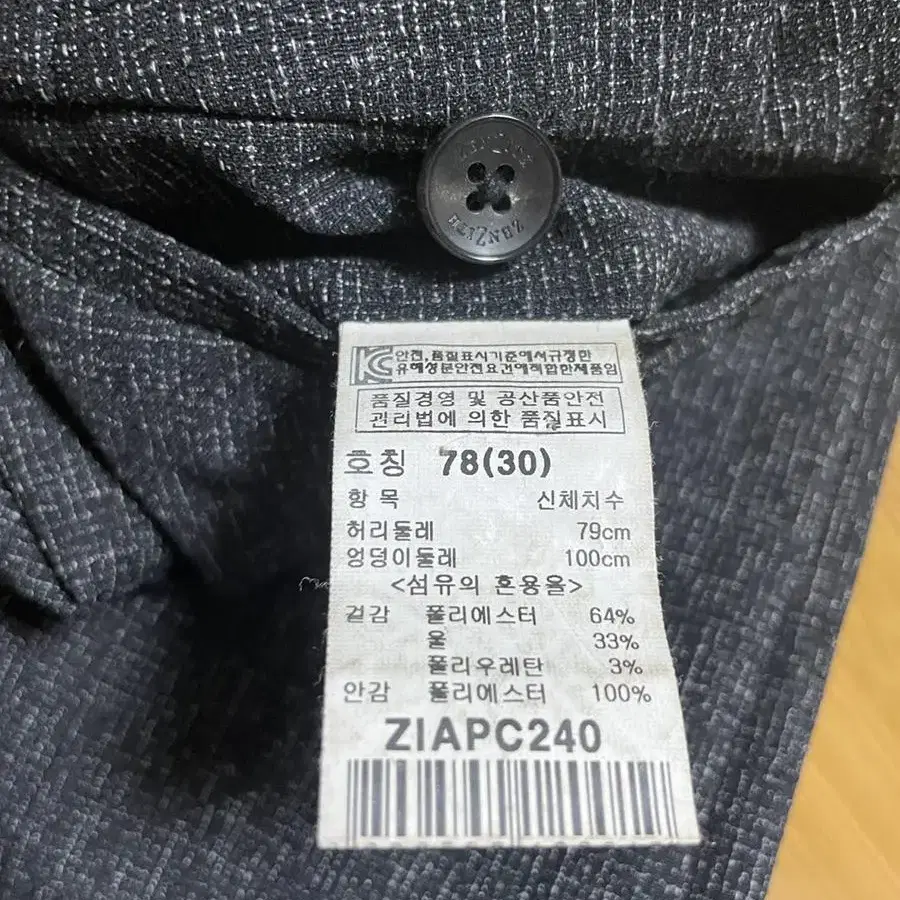 ZIONZITH
KC 안전,품질표시기준에서규정한
유해성분안전요건에적합한제품임
품질경영 및 공산품안전
관리법에 의한 품질표시
호칭 78(30)
항 목 신체치수
허리둘레 79cm
엉덩이둘레 100cm
<섬유의 혼용율>
겉감 폴리에스터 64%
울 33%
폴리우레탄 3%
안감 폴리에스터 100%
ZIAPC240